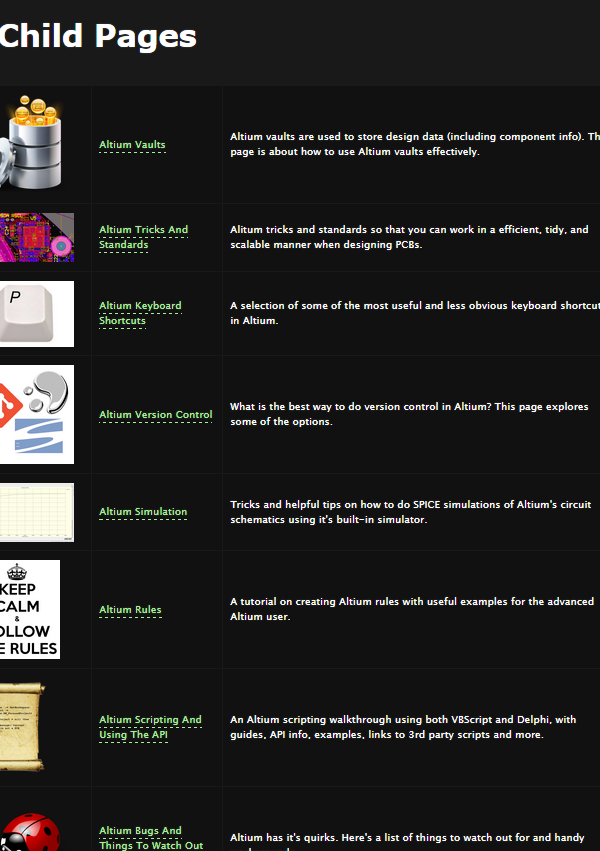 Child Pages
Altium Vaults
Altium vaults are used to store design data (including component info).
page is about how to use Altium vaults effectively.
Altium Tricks And
Standards
Alitum tricks and standards so that you can work in a efficient, tidy, and
scalable manner when designing PCBs.
P
Altium Keyboard
Shortcuts
A selection of some of the most useful and less obvious keyboard
in Altium.
Altium Version Control
What is the best way to do version control in Altium? This page explores
some of the options.
Altium Simulation
Tricks and helpful tips on how to do SPICE simulations of Altium's circuit
schematics using it's built-in simulator.
KEEP
CALM
&
RULES
Altium Rules
A tutorial on creating Altium rules with useful examples for the advanced
Altium user.
Altium Scripting And
Using The API
An Altium scripting walkthrough using both VBScript and Delphi, with
guides, API info, examples, links to 3rd party scripts and more.
Altium Bugs And
Things To Watch Out
Altium has it's quirks. Here's a list of things to watch out for and handy